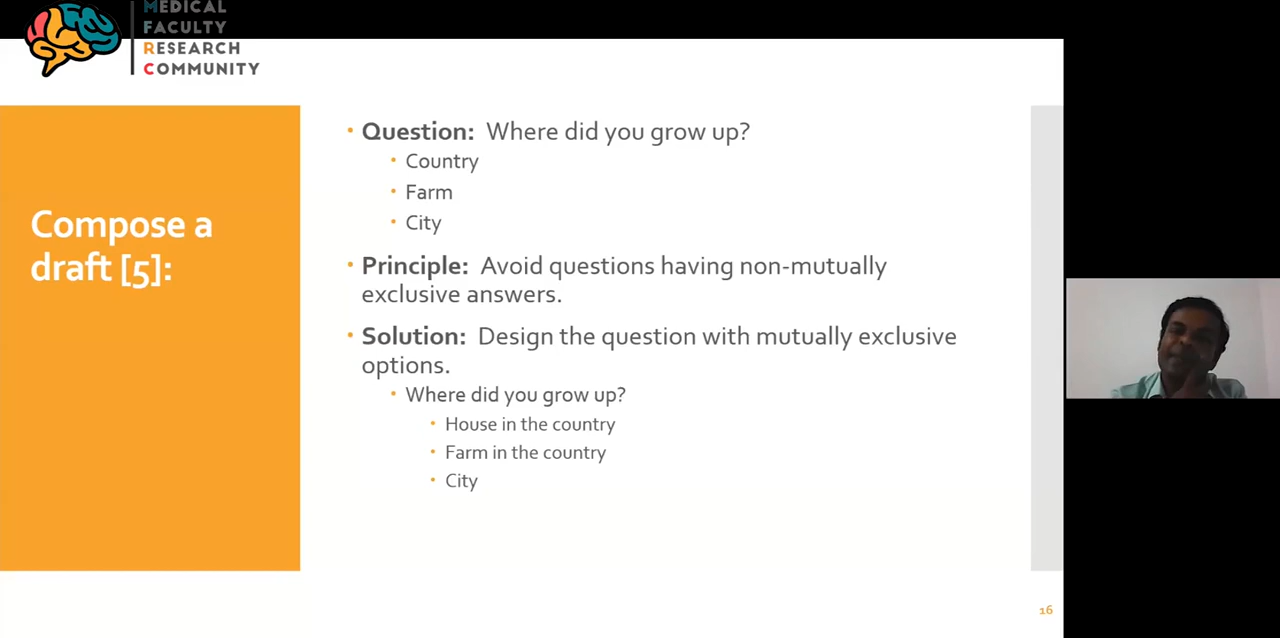 MEDICAL
FACULTY
RESEARCH
COMMUNITY
Compose a
draft [5]:
• Question: Where did you grow up?
• Country
• Farm
• City
• Principle: Avoid questions having non-mutually
exclusive answers.
• Solution: Design the question with mutually exclusive
options.
• Where did you grow up?
• House in the country
• Farm in the country
• City
16